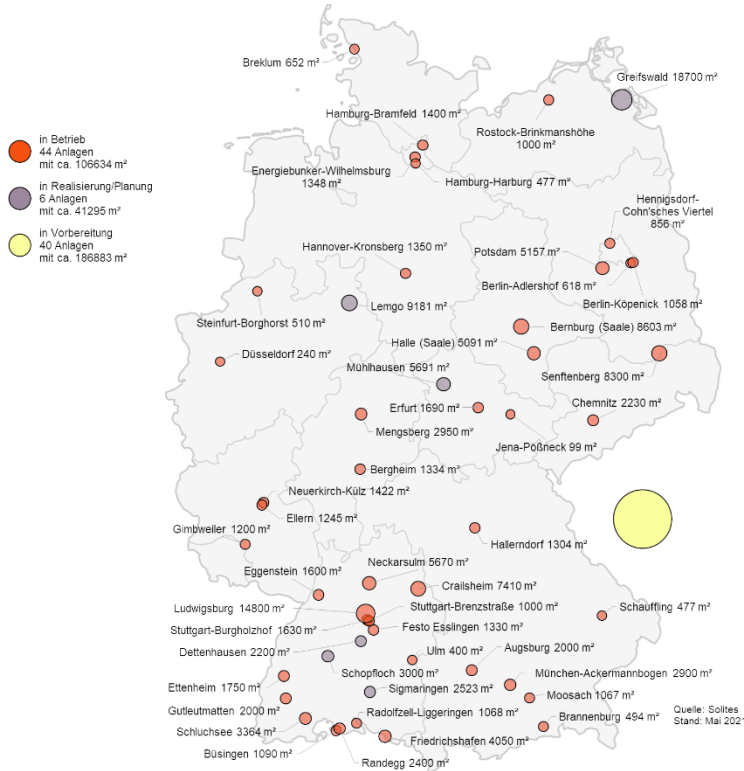 Breklum 652 m²
Greifswald 18700 m²
Hamburg-Bramfeld 1400 m²
Rostock-Brinkmanshöhe
1000 m²
in Betrieb
44 Anlagen
mit ca. 106634 m²
Energiebunker-Wilhelmsburg
1348 m²
Hamburg-Harburg 477 m²
in Realisierung/Planung
6 Anlagen
mit ca. 41295 m²
Hennigsdorf-
Cohn'sches Viertel
856 m²
in Vorbereitung
40 Anlagen
mit ca. 186883 m²
Hannover-Kronsberg 1350 m²
Potsdam 5157 m²
Berlin-Adlershof 618 m²
Berlin-Köpenick 1058 m²
Lemgo 9181 m²
Steinfurt-Borghorst 510 m²
Bernburg (Saale) 8603 m²
Halle (Saale) 5091 m²
Düsseldorf 240 m²
Mühlhausen 5691 m²
Senftenberg 8300 m²
Erfurt 1690 m²
Chemnitz 2230 m²
Mengsberg 2950 m²
Jena-Pößneck 99 m²
Bergheim 1334 m²
Neuerkirch-Külz 1422 m²
Ellern 1245 m²
Gimbweiler 1200 m²
Hallerndorf 1304 m²
Neckarsulm 5670 m²
Eggenstein 1600 m²
Crailsheim 7410 m²
Ludwigsburg 14800 m²
Stuttgart-Brenzstraße 1000 m²
Schaufling 477 m²
Stuttgart-Burgholzhof
1630 m²
Festo Esslingen 1330 m²
Dettenhausen
2200 m²
Ulm 400 m²
Augsburg 2000 m²
Schopfloch 3000 m²
München-Ackermannbogen
2900 m²
Ettenheim 1750 m²
Sigmaringen 2523 m²
Moosach 1067 m²
Gutleutmatten 2000 m²
Radolfzell-Liggeringen 1068 m²
Quelle: Solites
Stand: Mai 2021
Schluchsee 3364 m²
Brannenburg 494 m²
Friedrichshafen 4050 m²
Büsingen 1090 m²
Randegg 2400 m²